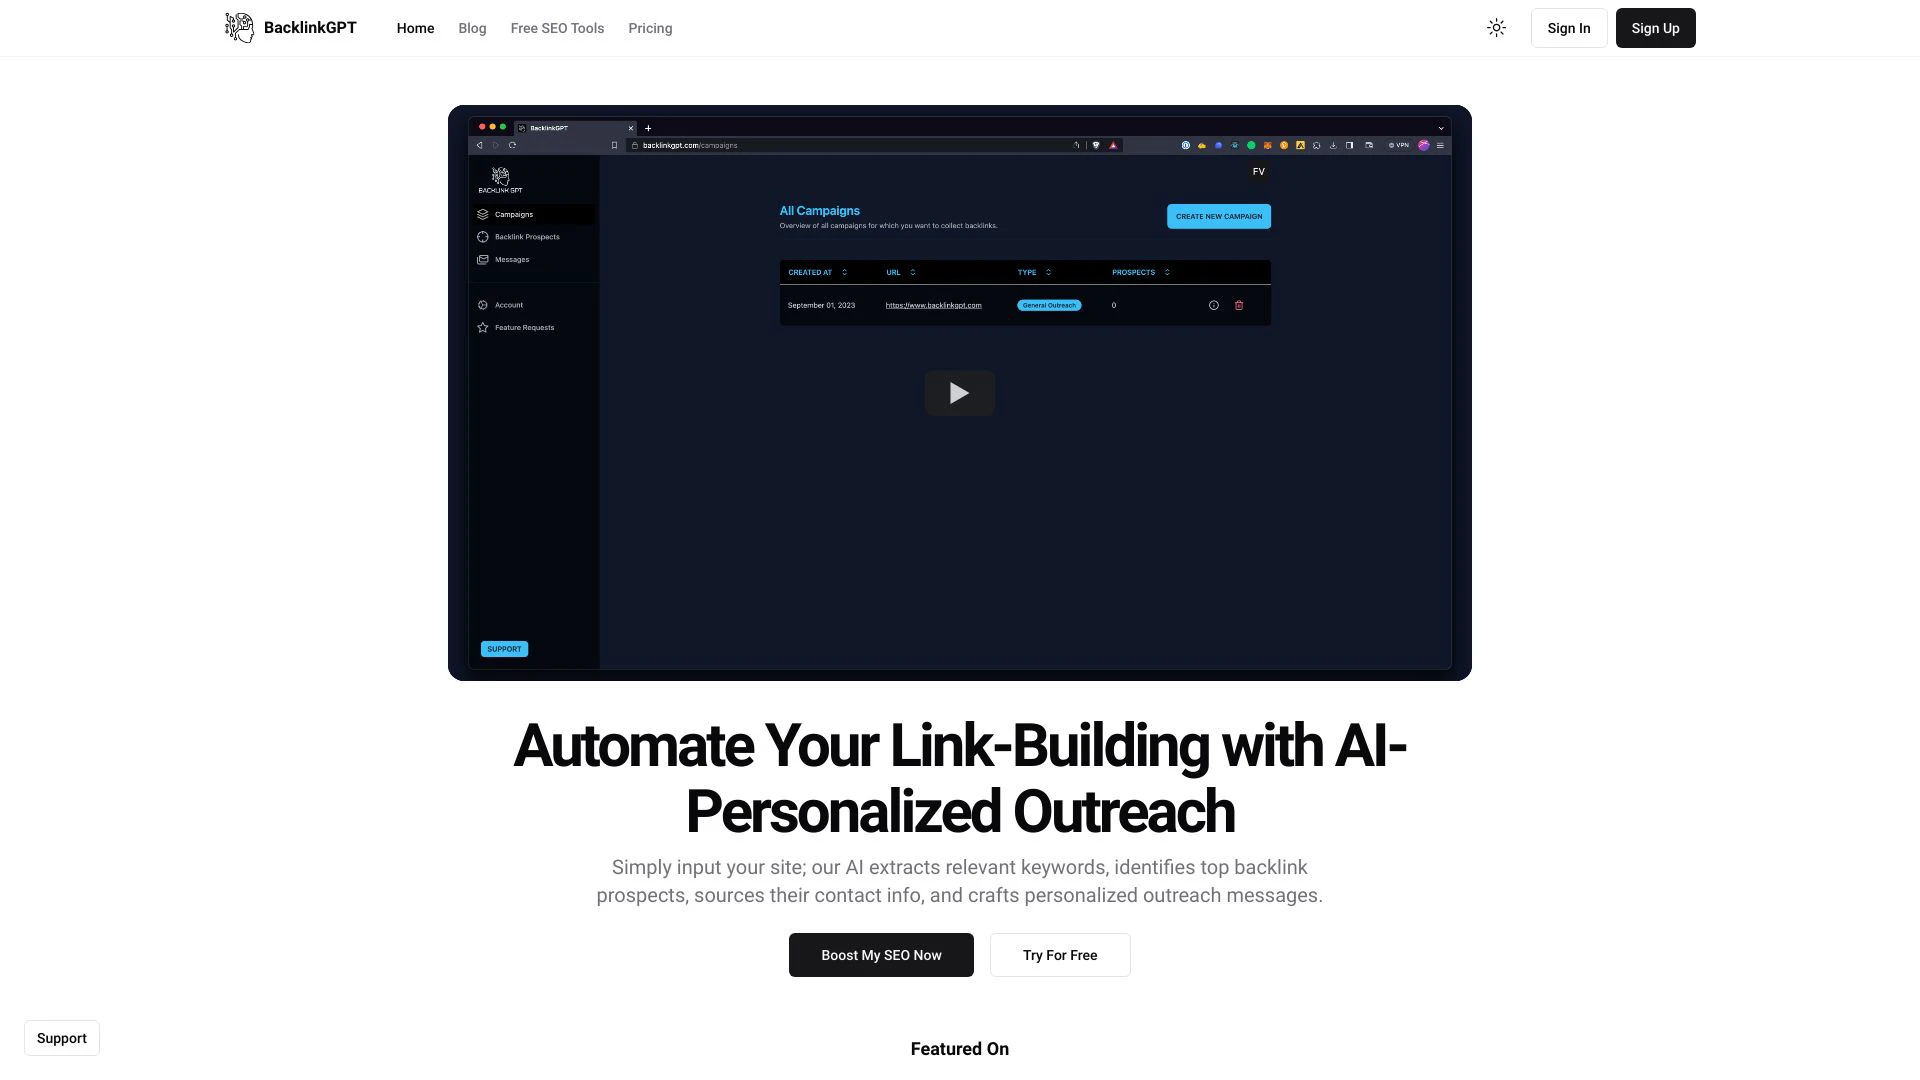 BacklinkGPT
Home
Blog
Free SEO Tools
Pricing
Sign In
Sign Up
BacklinkGPT
backlinkgpt.com/campaigns
VPN
BACKLINK GPT
FV
Campaigns
Backlink Prospects
Messages
Account
Feature Requests
All Campaigns
Overview of all campaigns for which you want to collect backlinks.
CREATE NEW CAMPAIGN
CREATED AT
URL
TYPE
PROSPECTS
September 01, 2023
https://www.backlinkgpt.com
General Outreach
0
SUPPORT
Automate Your Link-Building with AI-
Personalized Outreach
Simply input your site; our AI extracts relevant keywords, identifies top backlink
prospects, sources their contact info, and crafts personalized outreach messages.
Boost My SEO Now
Try For Free
Support
Featured On